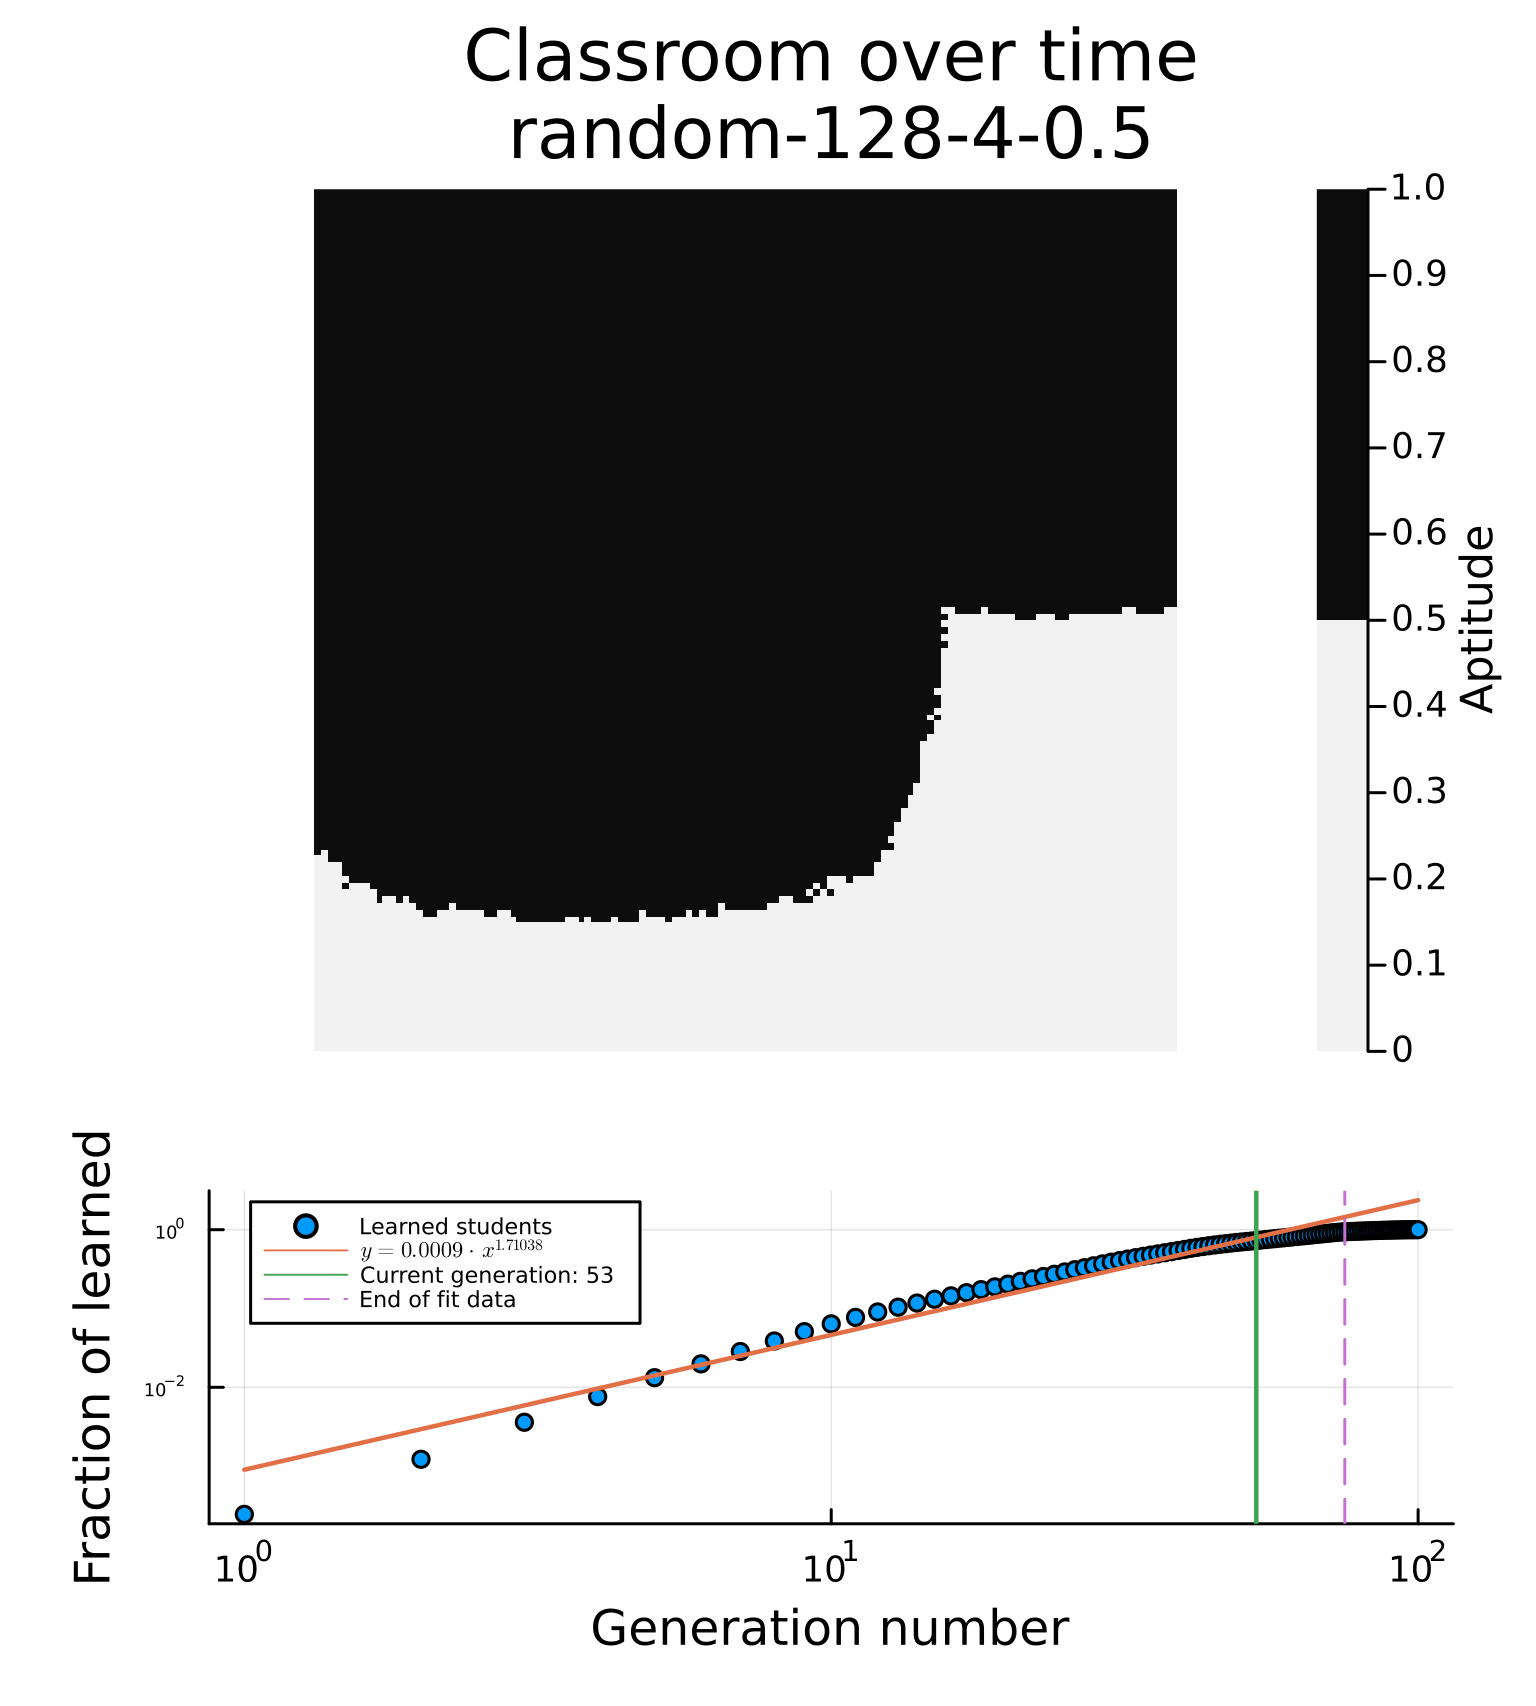 Classroom over time
random-128-4-0.5
1.0
0.9
0.8
0.7
0.6
0.5
0.4
0.3
0.2
0.1
0
Aptitude
Fraction of learned
10^0
10^-2
Learned students
y = 0.0009 · x^1.71038
Current generation: 53
End of fit data
10^0
10^1
10^2
Generation number